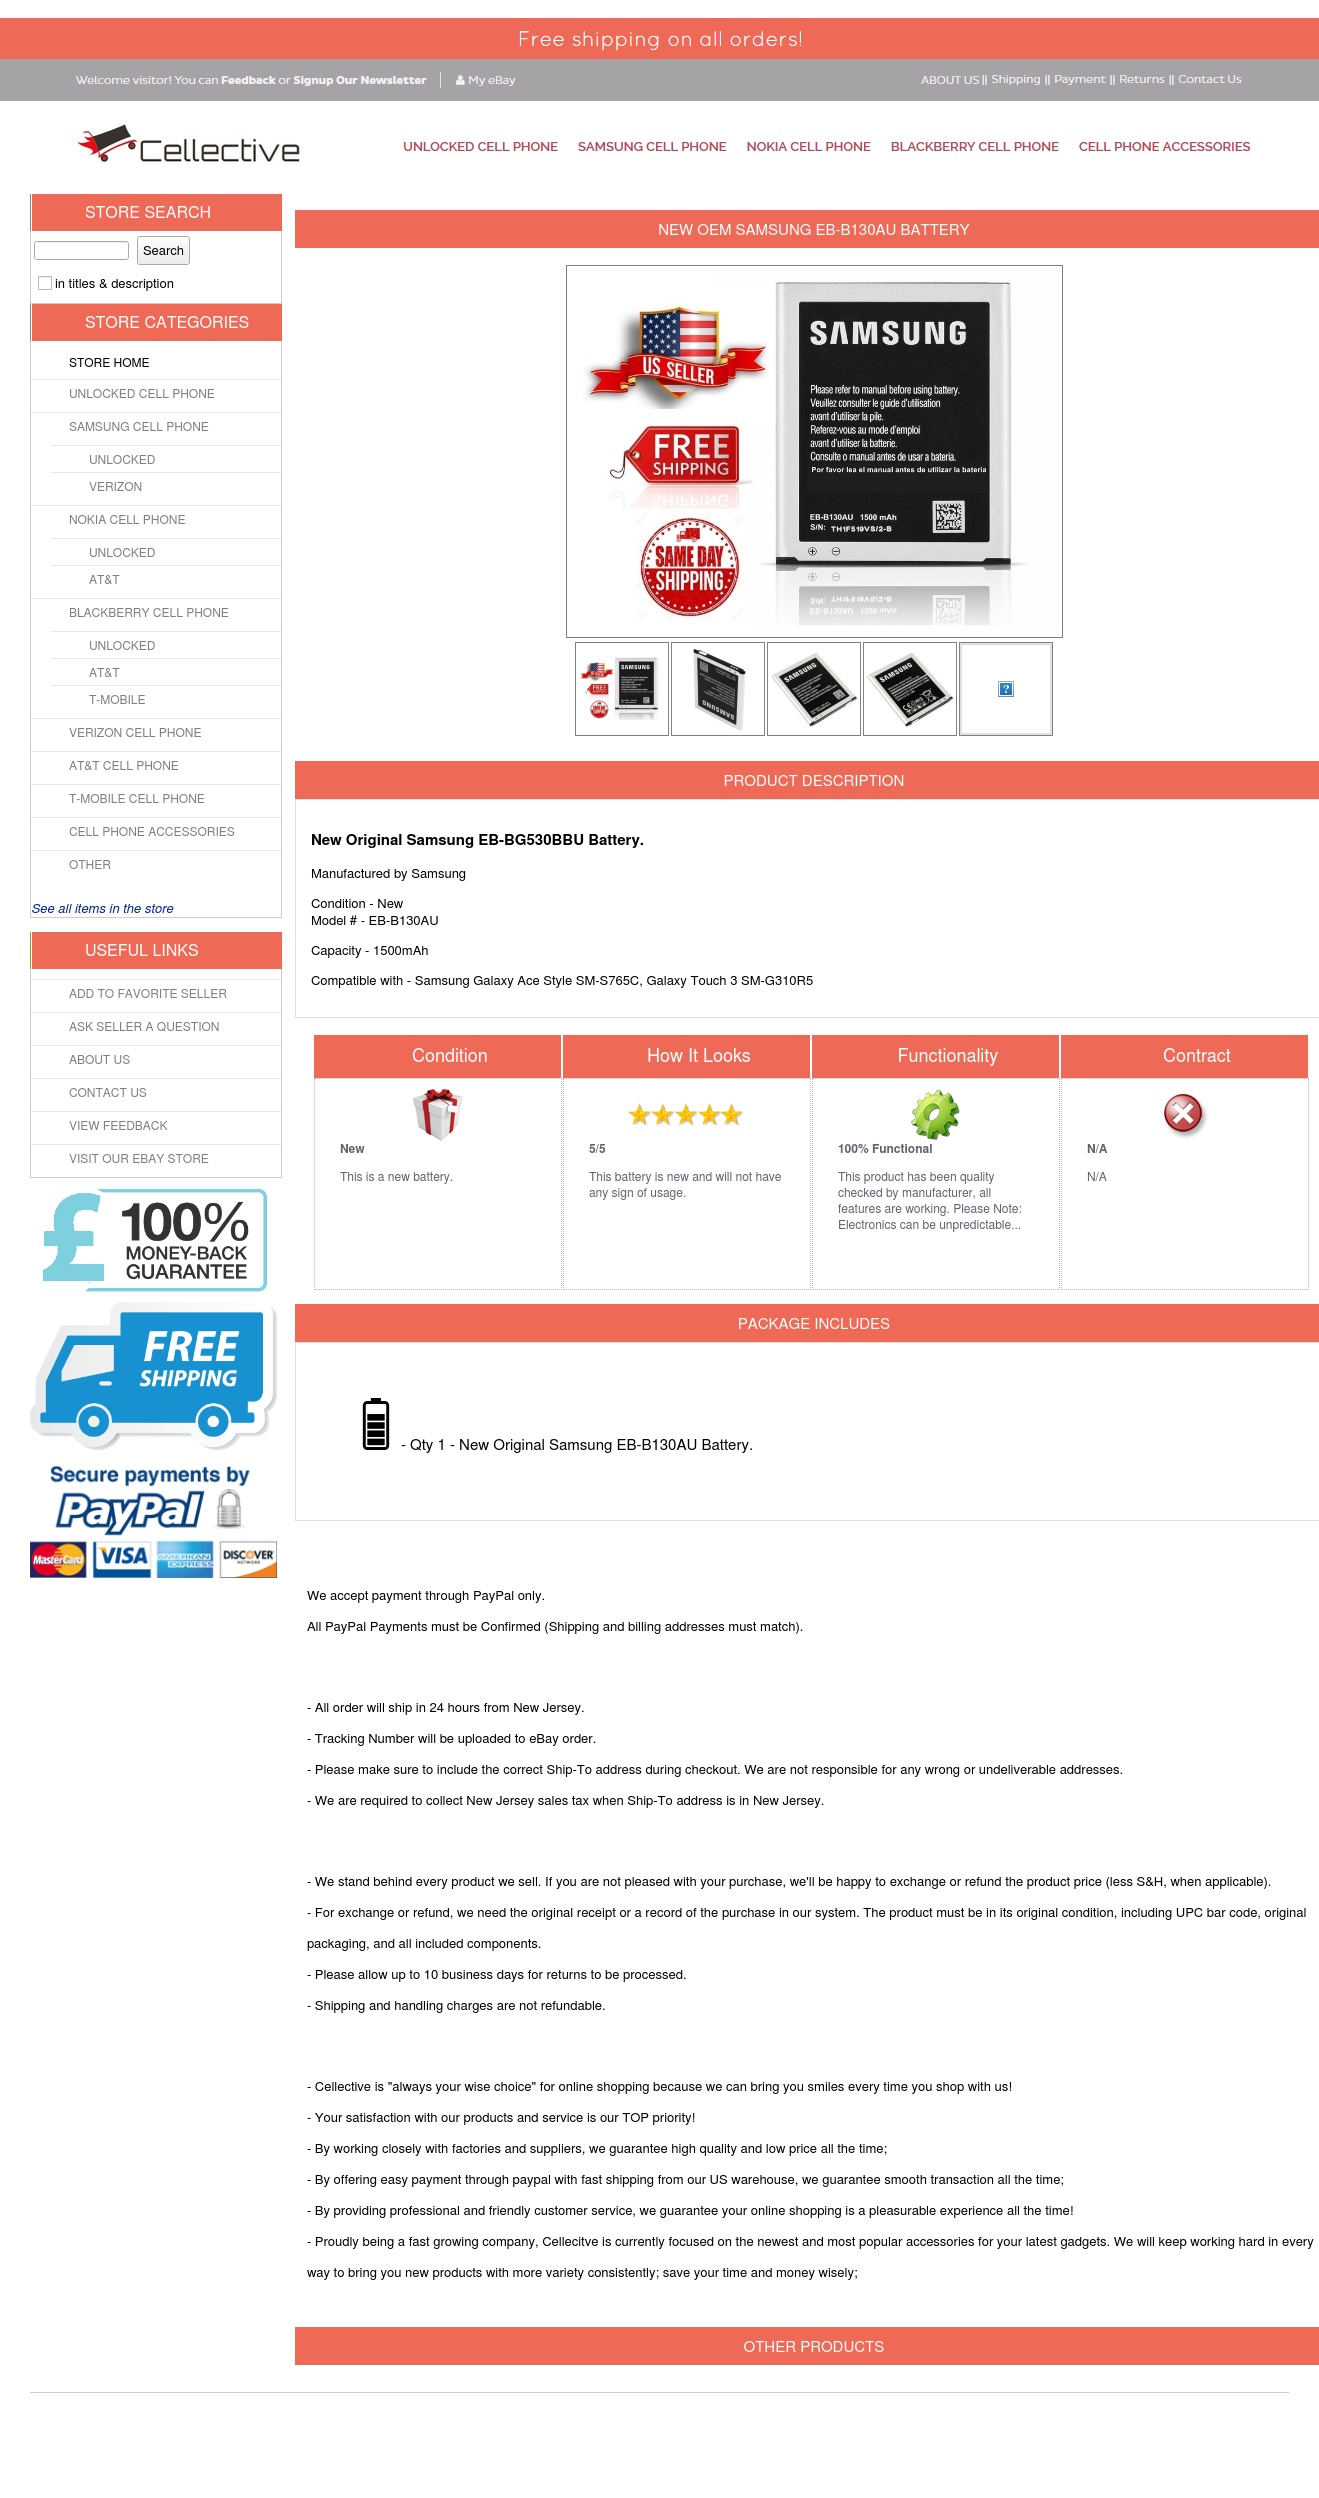 Free shipping on all orders!
Welcome visitor! You can Feedback or Signup Our Newsletter
My eBay
ABOUT US || Shipping || Payment || Returns || Contact Us
Cellective
UNLOCKED CELL PHONE
SAMSUNG CELL PHONE
NOKIA CELL PHONE
BLACKBERRY CELL PHONE
CELL PHONE ACCESSORIES
STORE SEARCH
Search
in titles & description
STORE CATEGORIES
STORE HOME
UNLOCKED CELL PHONE
SAMSUNG CELL PHONE
UNLOCKED
VERIZON
NOKIA CELL PHONE
UNLOCKED
AT&T
BLACKBERRY CELL PHONE
UNLOCKED
AT&T
T-MOBILE
VERIZON CELL PHONE
AT&T CELL PHONE
T-MOBILE CELL PHONE
CELL PHONE ACCESSORIES
OTHER
See all items in the store
USEFUL LINKS
ADD TO FAVORITE SELLER
ASK SELLER A QUESTION
ABOUT US
CONTACT US
VIEW FEEDBACK
VISIT OUR EBAY STORE
£ 100%
MONEY-BACK
GUARANTEE
FREE
SHIPPING
Secure payments by
PayPal
MasterCard
VISA
AMERICAN EXPRESS
DISCOVER
NETWORK
NEW OEM SAMSUNG EB-B130AU BATTERY
US SELLER
FREE
SHIPPING
SAME DAY
SHIPPING
SAMSUNG
Please refer to manual before using battery.
Veuillez consulter le guide d'utilisation
avant d'utiliser la pile.
Referez-vous au mode d'emploi
avant d'utiliser la batterie.
Consulte o manual antes de usar a bateria.
Por favor lea el manual antes de utilizar la bateria
EB-B130AU 1500 mAh
S/N: TH1F519VS/2-B
PRODUCT DESCRIPTION
New Original Samsung EB-BG530BBU Battery.
Manufactured by Samsung
Condition - New
Model # - EB-B130AU
Capacity - 1500mAh
Compatible with - Samsung Galaxy Ace Style SM-S765C, Galaxy Touch 3 SM-G310R5
Condition
New
This is a new battery.
How It Looks
5/5
This battery is new and will not have
any sign of usage.
Functionality
100% Functional
This product has been quality
checked by manufacturer, all
features are working. Please Note:
Electronics can be unpredictable...
Contract
N/A
N/A
PACKAGE INCLUDES
- Qty 1 - New Original Samsung EB-B130AU Battery.
We accept payment through PayPal only.
All PayPal Payments must be Confirmed (Shipping and billing addresses must match).
- All order will ship in 24 hours from New Jersey.
- Tracking Number will be uploaded to eBay order.
- Please make sure to include the correct Ship-To address during checkout. We are not responsible for any wrong or undeliverable addresses.
- We are required to collect New Jersey sales tax when Ship-To address is in New Jersey.
- We stand behind every product we sell. If you are not pleased with your purchase, we'll be happy to exchange or refund the product price (less S&H, when applicable).
- For exchange or refund, we need the original receipt or a record of the purchase in our system. The product must be in its original condition, including UPC bar code, original
packaging, and all included components.
- Please allow up to 10 business days for returns to be processed.
- Shipping and handling charges are not refundable.
- Cellective is "always your wise choice" for online shopping because we can bring you smiles every time you shop with us!
- Your satisfaction with our products and service is our TOP priority!
- By working closely with factories and suppliers, we guarantee high quality and low price all the time;
- By offering easy payment through paypal with fast shipping from our US warehouse, we guarantee smooth transaction all the time;
- By providing professional and friendly customer service, we guarantee your online shopping is a pleasurable experience all the time!
- Proudly being a fast growing company, Cellecitve is currently focused on the newest and most popular accessories for your latest gadgets. We will keep working hard in every
way to bring you new products with more variety consistently; save your time and money wisely;
OTHER PRODUCTS